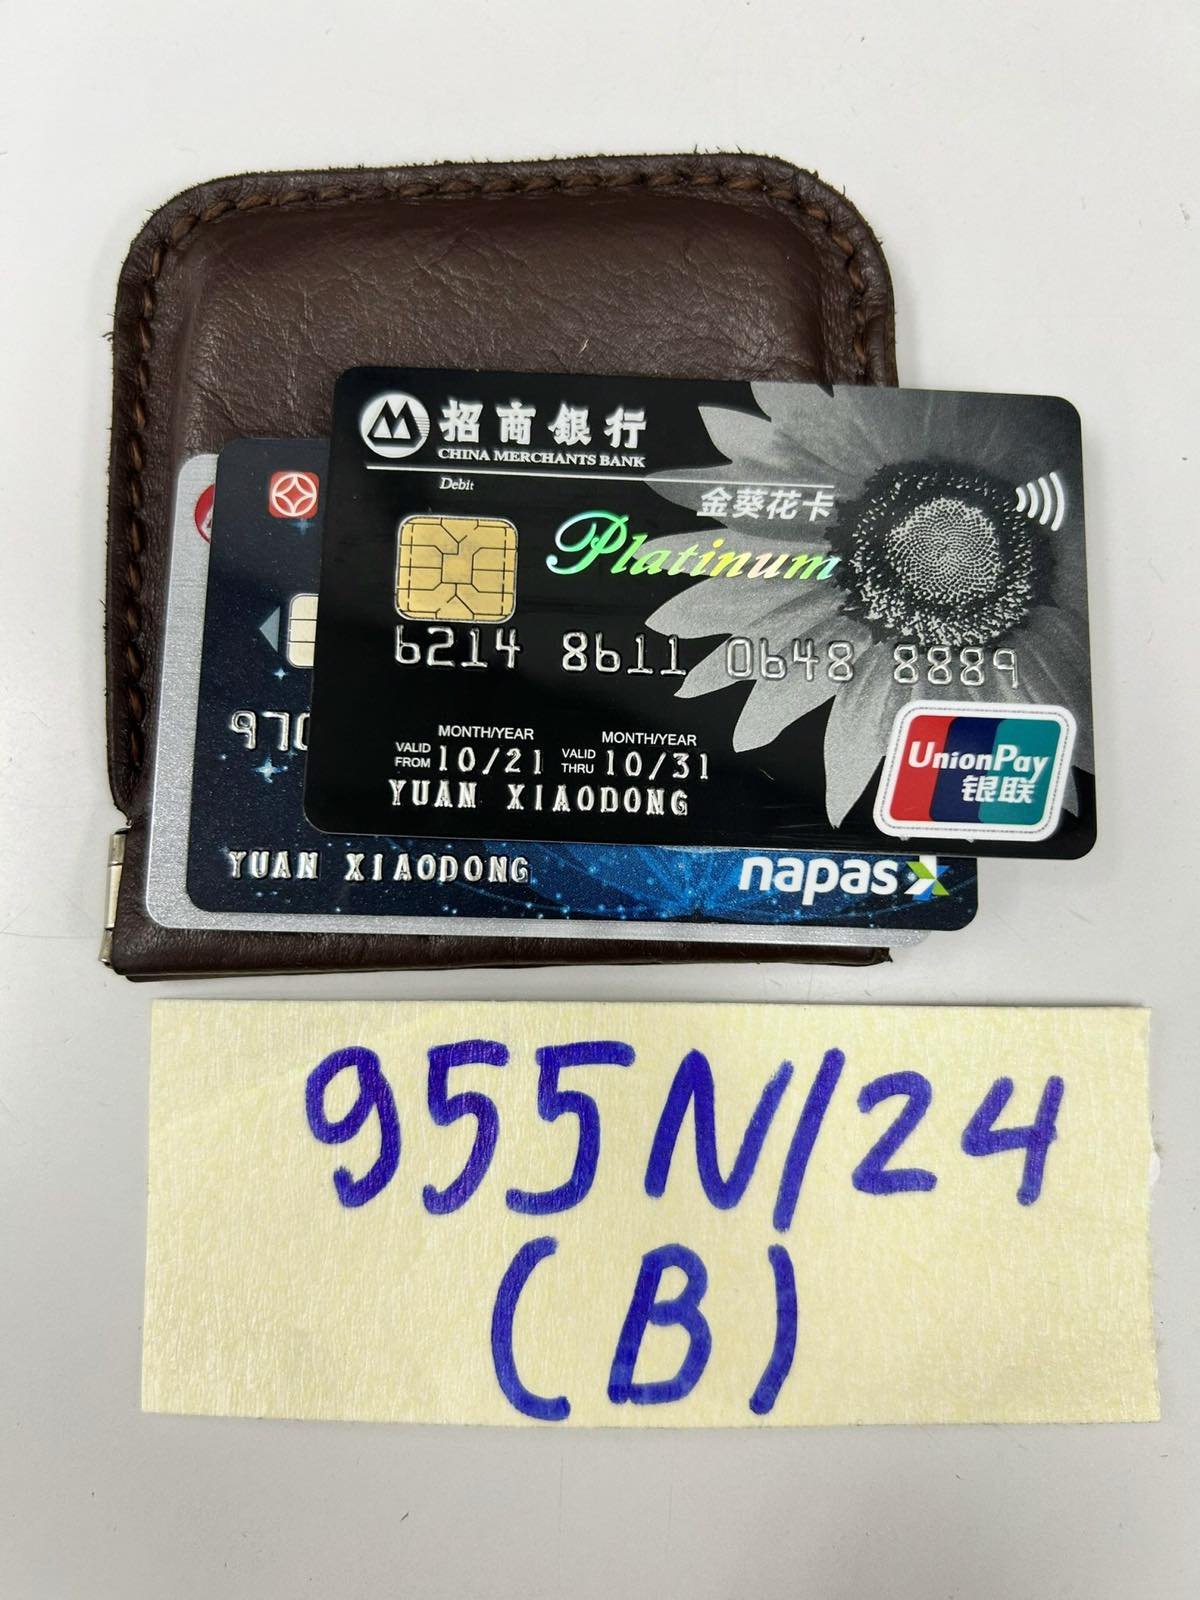 招商銀行
CHINA MERCHANTS BANK
Debit
金葵花卡
Platinum
6214 8611 0648 8889
MONTH/YEAR MONTH/YEAR
VALID FROM 10/21 VALID THRU 10/31
YUAN XIAODONG
UnionPay
银联
970
YUAN XIAODONG
napas
955N/24
(B)